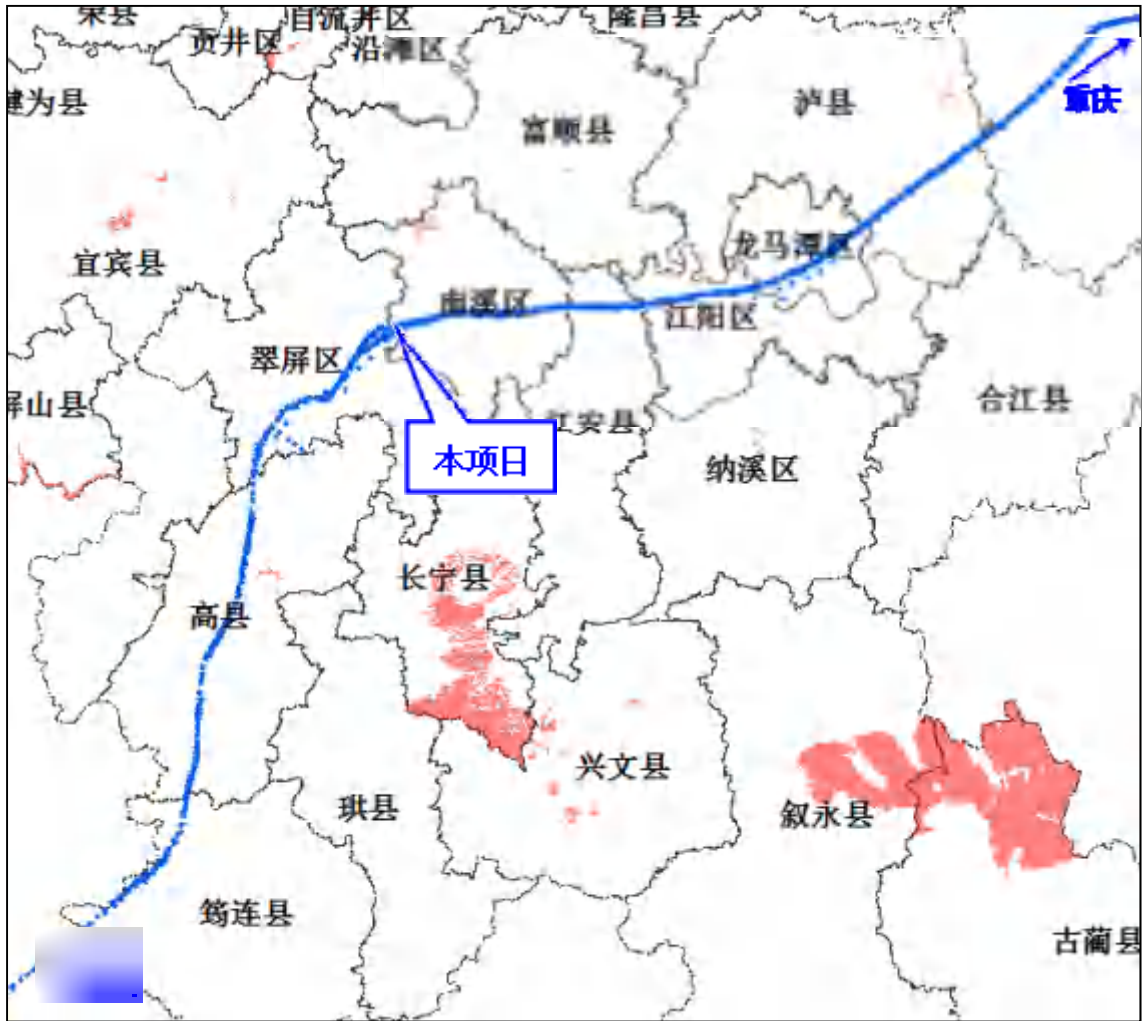 荣县
自流井区
隆昌县
贡井区
沿滩区
犍为县
泸县
重庆
富顺县
龙马潭区
宜宾县
南溪区
江阳区
翠屏区
屏山县
合江县
江安县
本项日
纳溪区
长宁县
高县
兴文县
珙县
叙永县
筠连县
古蔺县